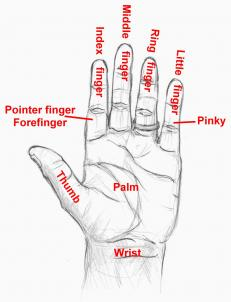 Index finger
Middle finger
Ring finger
Little finger
Pointer finger
Forefinger
Pinky
Thumb
Palm
Wrist